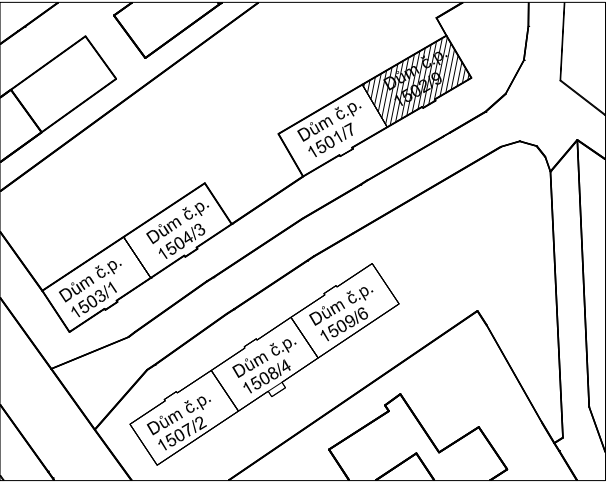 Dům č.p.
1502/9
Dům č.p.
1501/7
Dům č.p.
1504/3
Dům č.p.
1503/1
Dům č.p.
1509/6
Dům č.p.
1508/4
Dům č.p.
1507/2